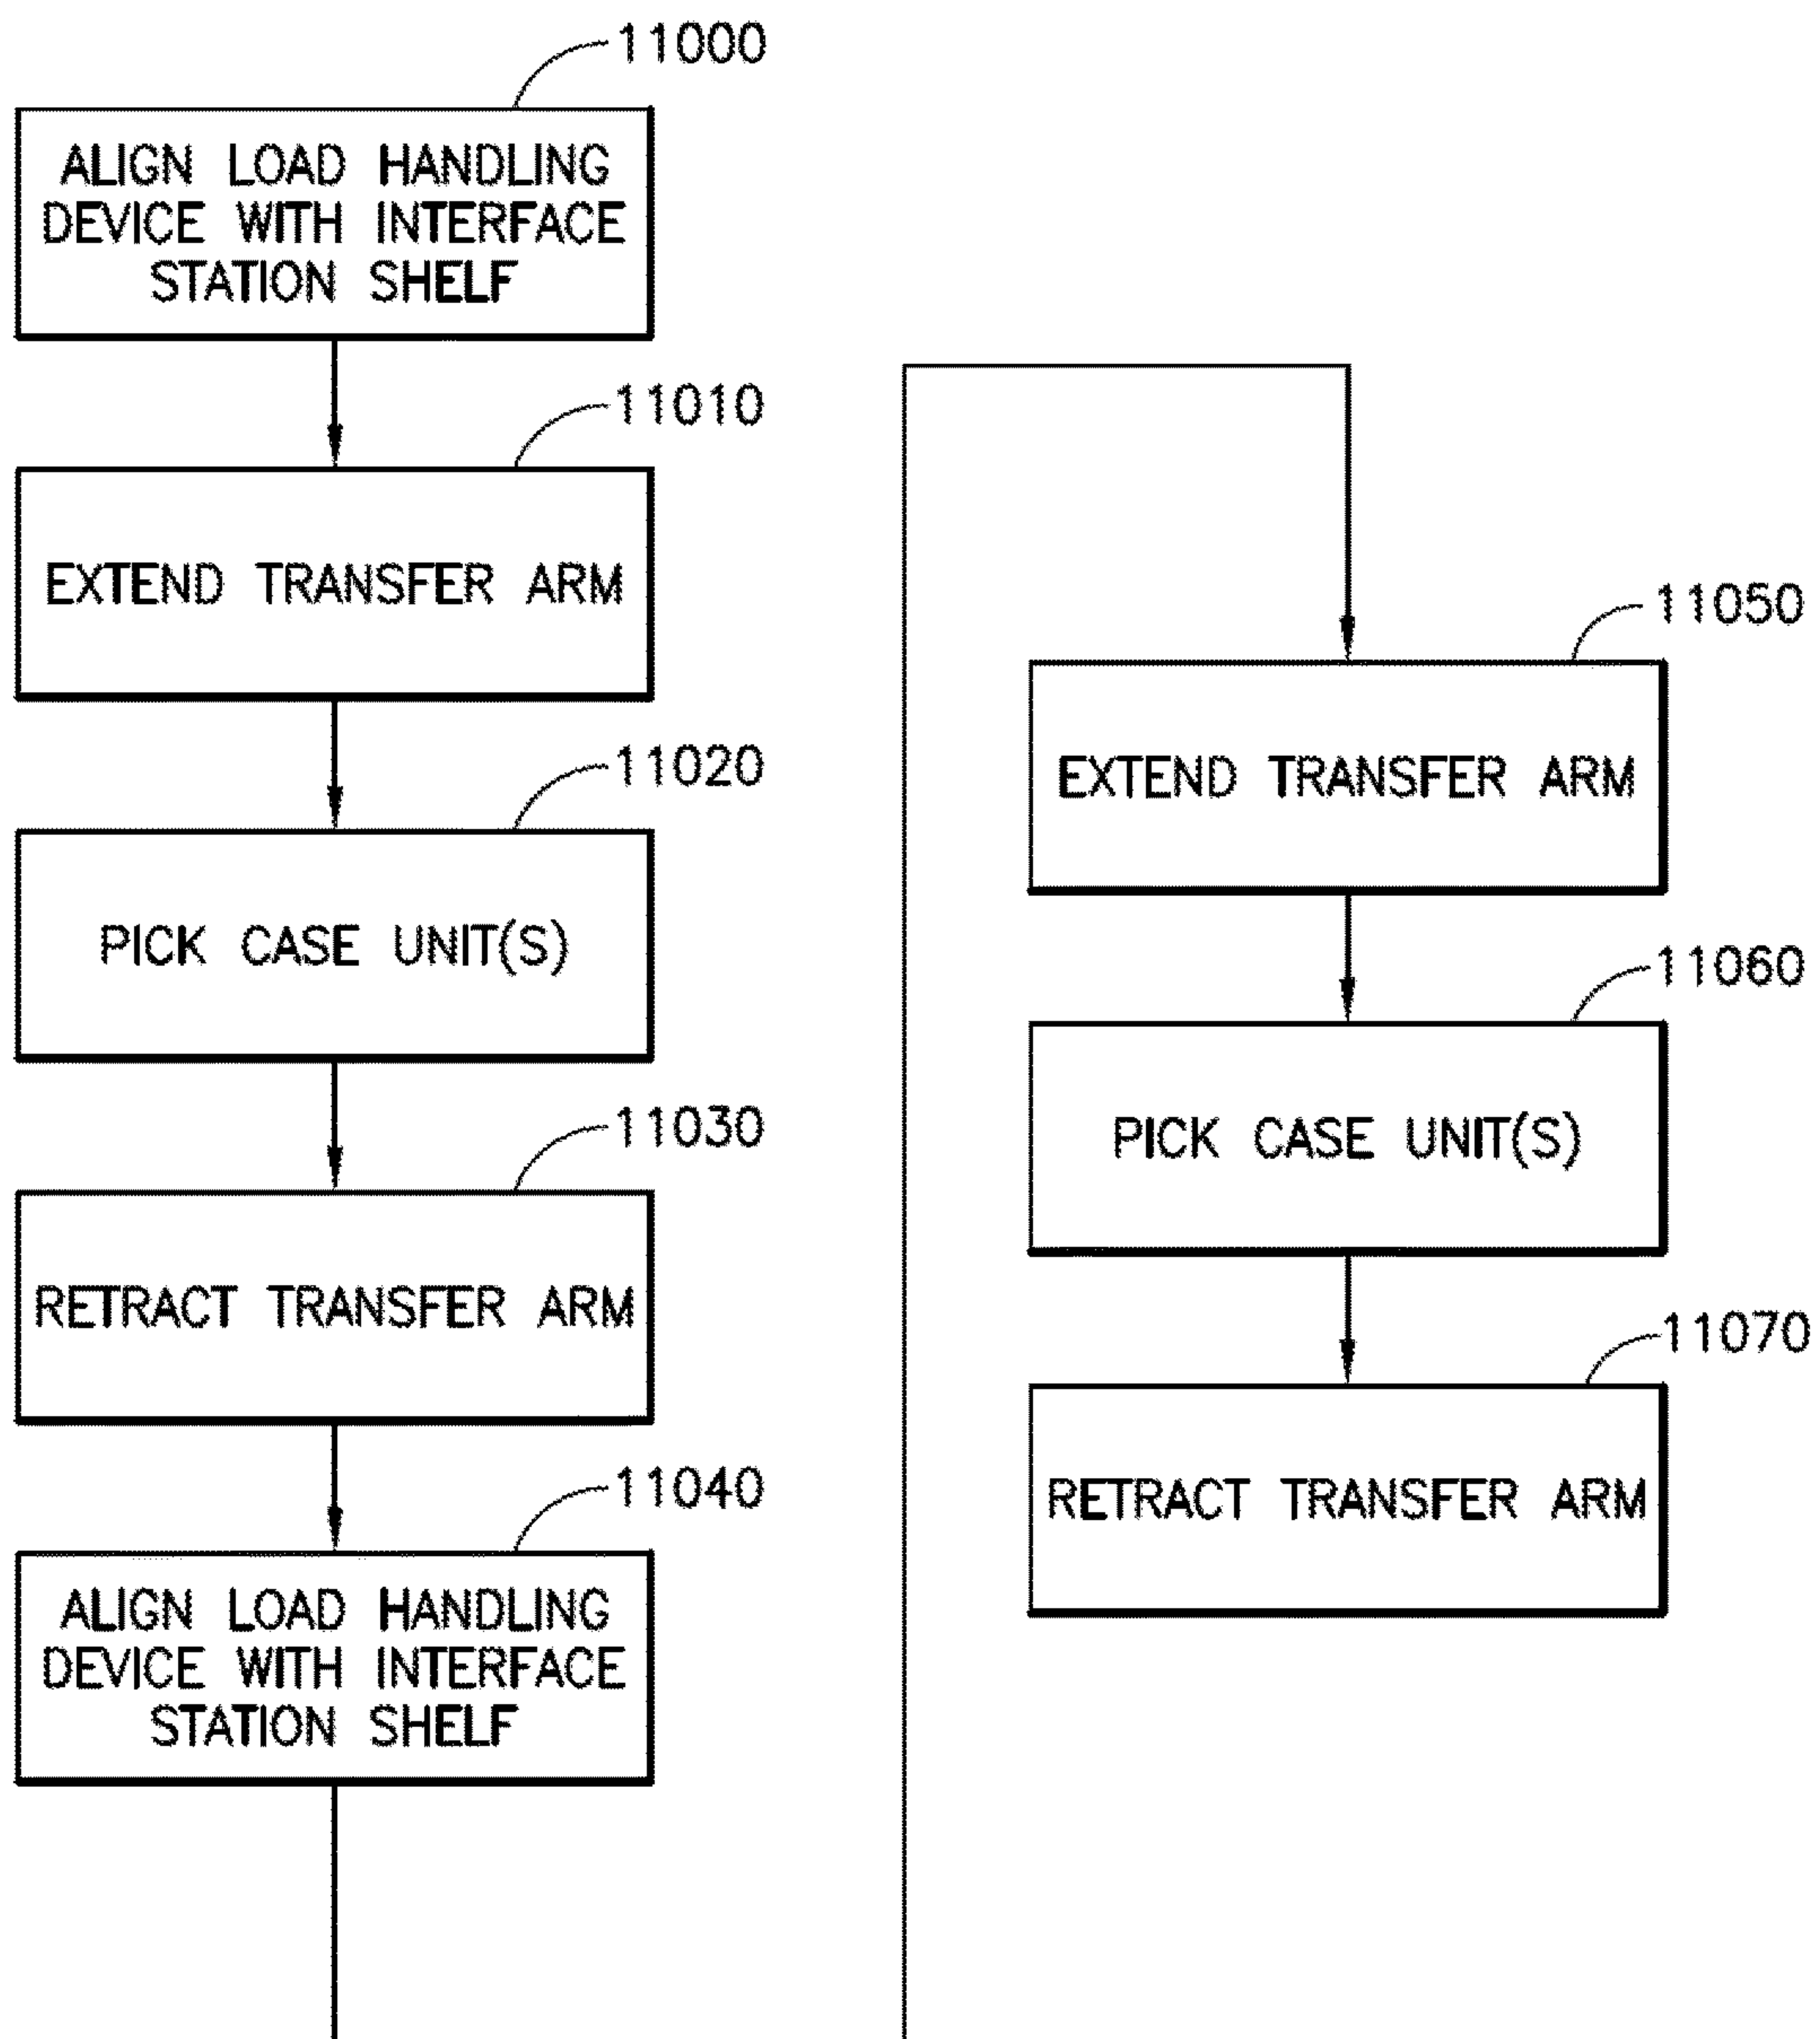 11000
ALIGN LOAD HANDLING
DEVICE WITH INTERFACE
STATION SHELF
11010
EXTEND TRANSFER ARM
11020
PICK CASE UNIT(S)
11030
RETRACT TRANSFER ARM
11040
ALIGN LOAD HANDLING
DEVICE WITH INTERFACE
STATION SHELF
11050
EXTEND TRANSFER ARM
11060
PICK CASE UNIT(S)
11070
RETRACT TRANSFER ARM